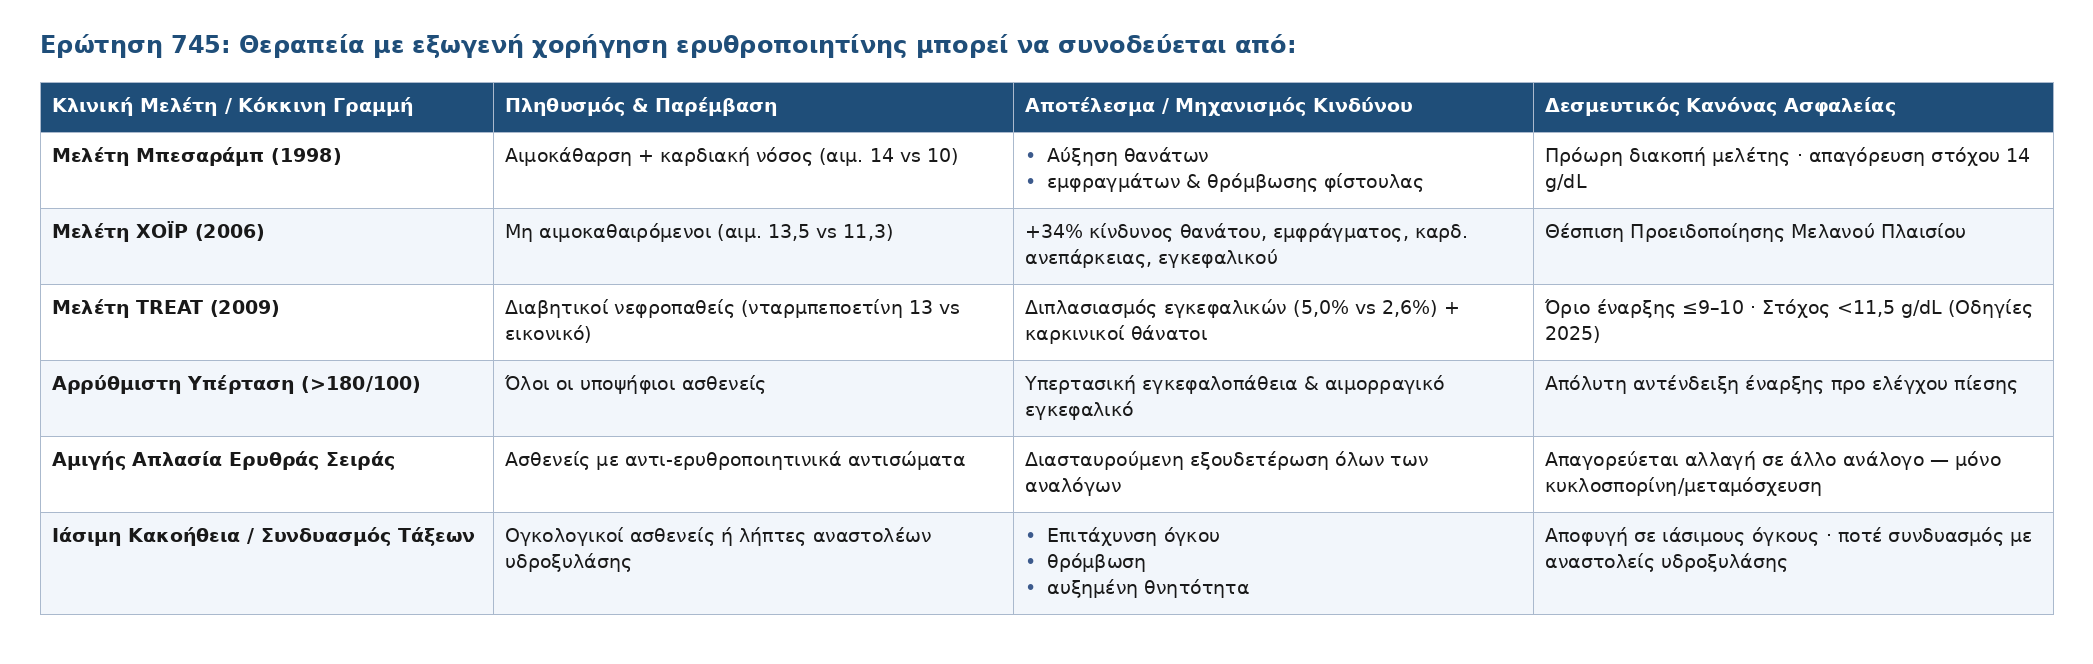 Ερώτηση 745: Θεραπεία με εξωγενή χορήγηση ερυθροποιητίνης μπορεί να συνοδεύεται από:
Κλινική Μελέτη / Κόκκινη Γραμμή
Πληθυσμός & Παρέμβαση
Αποτέλεσμα / Μηχανισμός Κινδύνου
Δεσμευτικός Κανόνας Ασφαλείας
Μελέτη Μπεσαράμπ (1998)
Αιμοκάθαρση + καρδιακή νόσος (αιμ. 14 vs 10)
• Αύξηση θανάτων
• εμφραγμάτων & θρόμβωσης φίστουλας
Πρόωρη διακοπή μελέτης · απαγόρευση στόχου 14
g/dL
Μελέτη ΧΟΪΡ (2006)
Μη αιμοκαθαιρόμενοι (αιμ. 13,5 vs 11,3)
+34% κίνδυνος θανάτου, εμφράγματος, καρδ.
ανεπάρκειας, εγκεφαλικού
Θέσπιση Προειδοποίησης Μελανού Πλαισίου
Μελέτη TREAT (2009)
Διαβητικοί νεφροπαθείς (νταρμπεποετίνη 13 vs
εικονικό)
Διπλασιασμός εγκεφαλικών (5,0% vs 2,6%) +
καρκινικοί θάνατοι
Όριο έναρξης ≤9–10 · Στόχος <11,5 g/dL (Οδηγίες
2025)
Αρρύθμιστη Υπέρταση (>180/100)
Όλοι οι υποψήφιοι ασθενείς
Υπερτασική εγκεφαλοπάθεια & αιμορραγικό
εγκεφαλικό
Απόλυτη αντένδειξη έναρξης προ ελέγχου πίεσης
Αμιγής Απλασία Ερυθράς Σειράς
Ασθενείς με αντι-ερυθροποιητινικά αντισώματα
Διασταυρούμενη εξουδετέρωση όλων των
αναλόγων
Απαγορεύεται αλλαγή σε άλλο ανάλογο — μόνο
κυκλοσπορίνη/μεταμόσχευση
Ιάσιμη Κακοήθεια / Συνδυασμός Τάξεων
Ογκολογικοί ασθενείς ή λήπτες αναστολέων
υδροξυλάσης
• Επιτάχυνση όγκου
• θρόμβωση
• αυξημένη θνητότητα
Αποφυγή σε ιάσιμους όγκους · ποτέ συνδυασμός με
αναστολείς υδροξυλάσης